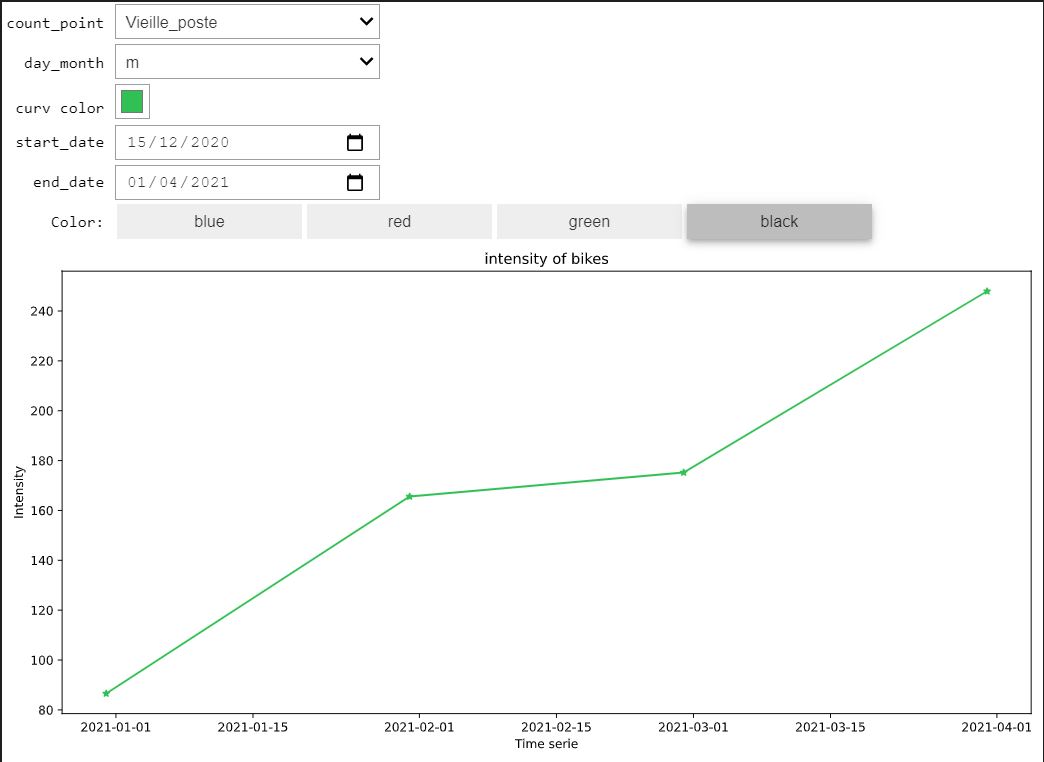 count_point Vieille_poste
day_month m
curv color
start_date 15/12/2020
end_date 01/04/2021
Color: blue red green black
intensity of bikes
240
220
200
180
160
140
120
100
80
Intensity
2021-01-01 2021-01-15 2021-02-01 2021-02-15 2021-03-01 2021-03-15 2021-04-01
Time serie